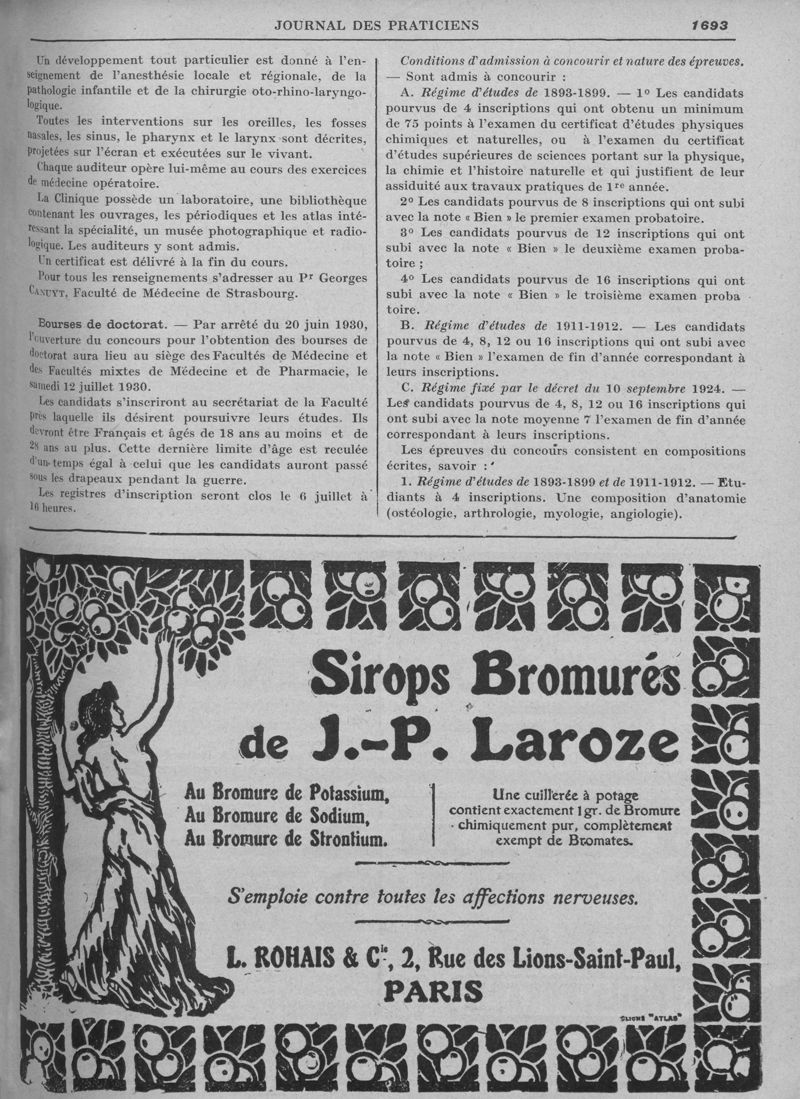 JOURNAL DES PRATICIENS 1693
Un développement tout particulier est donné à l'en-
seignement de l'anesthésie locale et régionale, de la
pathologie infantile et de la chirurgie oto-rhino-laryngo-
logique.
Toutes les interventions sur les oreilles, les fosses
nasales, les sinus, le pharynx et le larynx sont décrites,
projetées sur l'écran et exécutées sur le vivant.
Chaque auditeur opère lui-même au cours des exercices
de médecine opératoire.
La Clinique possède un laboratoire, une bibliothèque
contenant les ouvrages, les périodiques et les atlas inté-
ressant la spécialité, un musée photographique et radio-
logique. Les auditeurs y sont admis.
Un certificat est délivré à la fin du cours.
Pour tous les renseignements s'adresser au Pr Georges
CANUYT, Faculté de Médecine de Strasbourg.
Bourses de doctorat. — Par arrêté du 20 juin 1930,
l'ouverture du concours pour l'obtention des bourses de
doctorat aura lieu au siège des Facultés de Médecine et
des Facultés mixtes de Médecine et de Pharmacie, le
samedi 12 juillet 1930.
Les candidats s'inscriront au secrétariat de la Faculté
près laquelle ils désirent poursuivre leurs études. Ils
devront être Français et âgés de 18 ans au moins et de
28 ans au plus. Cette dernière limite d'âge est reculée
d'un temps égal à celui que les candidats auront passé
sous les drapeaux pendant la guerre.
Les registres d'inscription seront clos le 6 juillet à
16 heures.
Conditions d'admission à concourir et nature des épreuves.
— Sont admis à concourir :
A. Régime d'études de 1893-1899. — 1º Les candidats
pourvus de 4 inscriptions qui ont obtenu un minimum
de 75 points à l'examen du certificat d'études physiques
chimiques et naturelles, ou à l'examen du certificat
d'études supérieures de sciences portant sur la physique,
la chimie et l'histoire naturelle et qui justifient de leur
assiduité aux travaux pratiques de 1re année.
2º Les candidats pourvus de 8 inscriptions qui ont subi
avec la note « Bien » le premier examen probatoire.
3º Les candidats pourvus de 12 inscriptions qui ont
subi avec la note « Bien » le deuxième examen proba-
toire ;
4º Les candidats pourvus de 16 inscriptions qui ont
subi avec la note « Bien » le troisième examen proba
toire.
B. Régime d'études de 1911-1912. — Les candidats
pourvus de 4, 8, 12 ou 16 inscriptions qui ont subi avec
la note « Bien » l'examen de fin d'année correspondant à
leurs inscriptions.
C. Régime fixé par le décret du 10 septembre 1924. —
Les candidats pourvus de 4, 8, 12 ou 16 inscriptions qui
ont subi avec la note moyenne 7 l'examen de fin d'année
correspondant à leurs inscriptions.
Les épreuves du concours consistent en compositions
écrites, savoir :
1. Régime d'études de 1893-1899 et de 1911-1912. — Etu-
diants à 4 inscriptions. Une composition d'anatomie
(ostéologie, arthrologie, myologie, angiologie).
Sirops Bromurés
de J.-P. Laroze
Au Bromure de Potassium,
Au Bromure de Sodium,
Au Bromure de Strontium.
Une cuillerée à potage
contient exactement 1 gr. de Bromure
chimiquement pur, complètement
exempt de Bromates.
S'emploie contre toutes les affections nerveuses.
L. ROHAIS & Cie, 2, Rue des Lions-Saint-Paul,
PARIS
CLICHÉ "ATLAS"